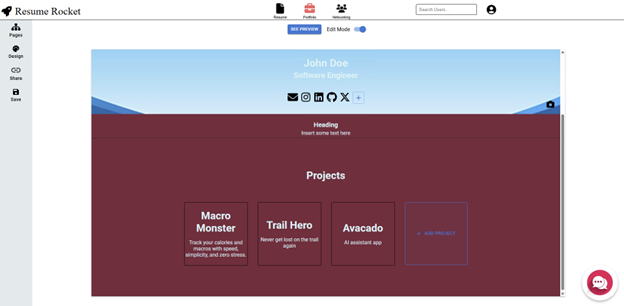 Resume Rocket
Resume
Portfolio
Networking
Search Users
Pages
SEE PREVIEW
Edit Mode
Design
Share
Save
John Doe
Software Engineer
Heading
Insert some text here
Projects
Macro
Monster
Track your calories
and macros with speed,
simplicity, and zero stress.
Trail Hero
Never get lost on the trail
again
Avacado
AI assistant app
+ ADD PROJECT